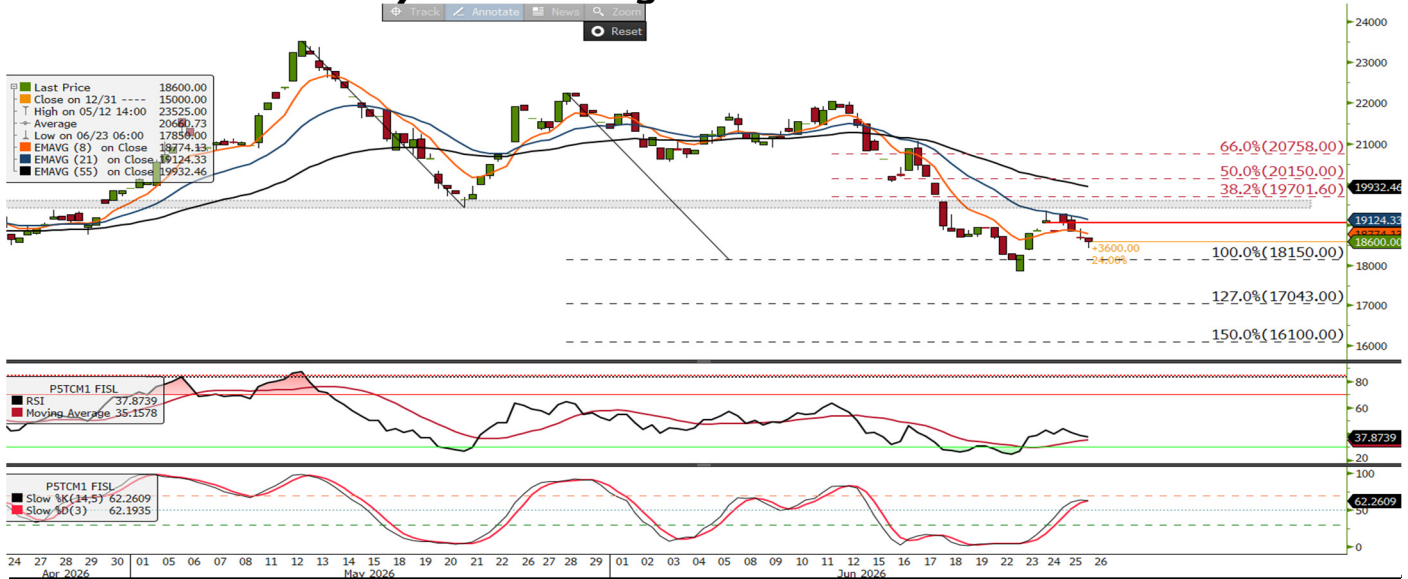 Track Annotate News Zoom
Reset
Last Price 18600.00
Close on 12/31 ---- 15000.00
High on 05/12 14:00 23525.00
Average 20660.73
Low on 06/23 06:00 17850.00
EMAVG (8) on Close 18774.13
EMAVG (21) on Close 19124.33
EMAVG (55) on Close 19932.46
24000
23000
22000
21000
66.0%(20758.00)
50.0%(20150.00)
38.2%(19701.60)
19932.46
19124.33
18774.13
18600.00
+3600.00
24.00%
100.0%(18150.00)
18000
127.0%(17043.00)
17000
150.0%(16100.00)
16000
P5TCM1 FISL
RSI 37.8739
Moving Average 35.1578
80
60
37.8739
20
P5TCM1 FISL
Slow %K(14,5) 62.2609
Slow %D(3) 62.1935
100
62.2609
50
0
24 27 28 29 30 01 05 06 07 08 11 12 13 14 15 18 19 20 21 22 26 27 28 29 01 02 03 04 05 08 09 10 11 12 15 16 17 18 19 22 23 24 25 26
Apr 2026 May 2026 Jun 2026